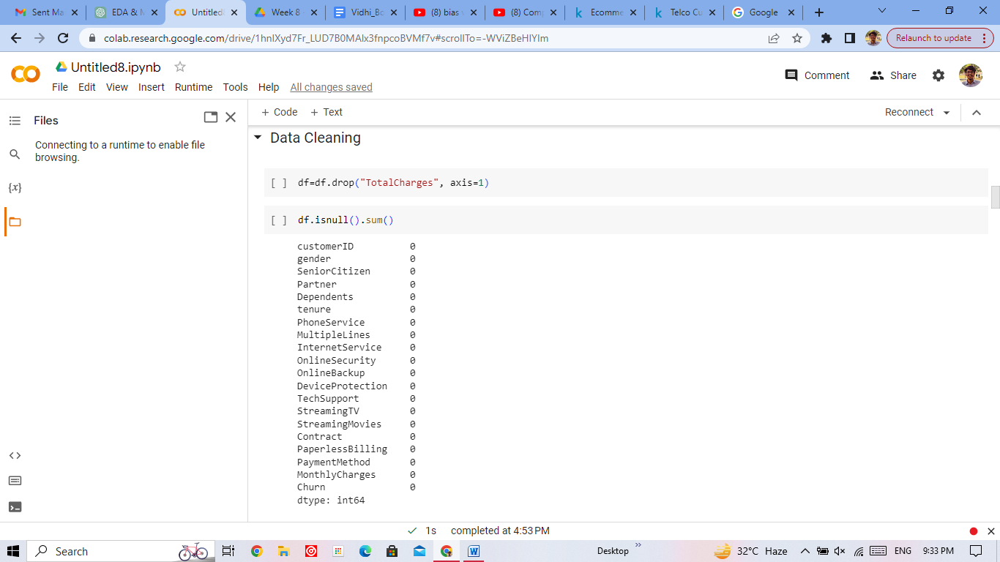 Sent Ma
EDA & M
Untitled
Week 8
Vidhi_Bo
(8) bias v
(8) Com
Ecomme
Telco Cu
Google
colab.research.google.com/drive/1hnlXyd7Fr_LUD7B0MAlx3fnpcoBVMf7v#scrollTo=-WViZBeHIYIm
Relaunch to update
Untitled8.ipynb
File Edit View Insert Runtime Tools Help All changes saved
Comment Share
Files
+ Code + Text
Reconnect
Connecting to a runtime to enable file
browsing.
Data Cleaning
[ ] df=df.drop("TotalCharges", axis=1)
[ ] df.isnull().sum()
customerID 0
gender 0
SeniorCitizen 0
Partner 0
Dependents 0
tenure 0
PhoneService 0
MultipleLines 0
InternetService 0
OnlineSecurity 0
OnlineBackup 0
DeviceProtection 0
TechSupport 0
StreamingTV 0
StreamingMovies 0
Contract 0
PaperlessBilling 0
PaymentMethod 0
MonthlyCharges 0
Churn 0
dtype: int64
1s completed at 4:53 PM
Search
Desktop
32°C Haze
ENG
9:33 PM